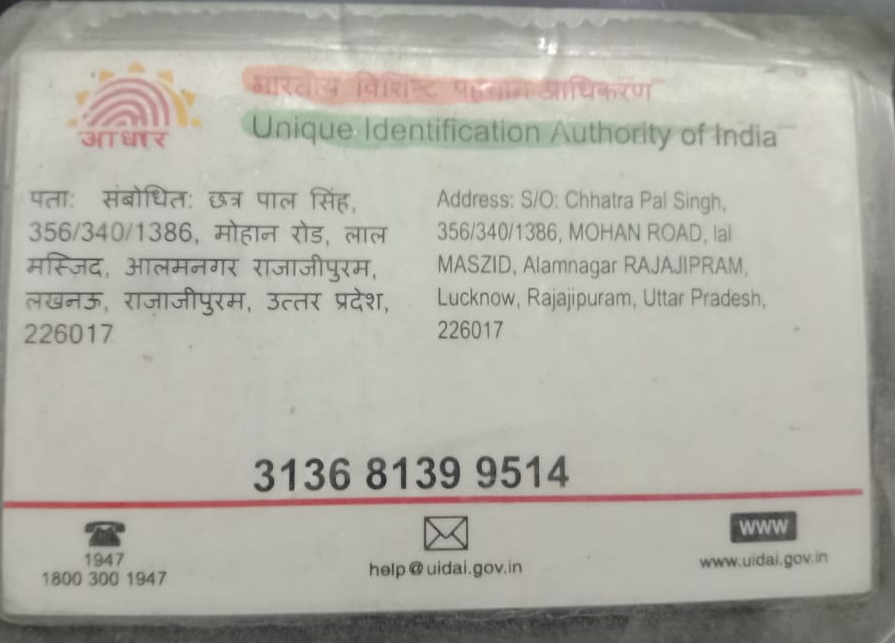 भारतीय विशिष्ट पहचान प्राधिकरण
आधार
Unique Identification Authority of India
पता: संबोधित: छत्र पाल सिंह,
356/340/1386, मोहान रोड, लाल
मस्जिद, आलमनगर राजाजीपुरम,
लखनऊ, राजाजीपुरम, उत्तर प्रदेश,
226017
Address: S/O: Chhatra Pal Singh,
356/340/1386, MOHAN ROAD, lal
MASZID, Alamnagar RAJAJIPRAM,
Lucknow, Rajajipuram, Uttar Pradesh,
226017
3136 8139 9514
1947
1800 300 1947
help@uidai.gov.in
www
www.uidai.gov.in